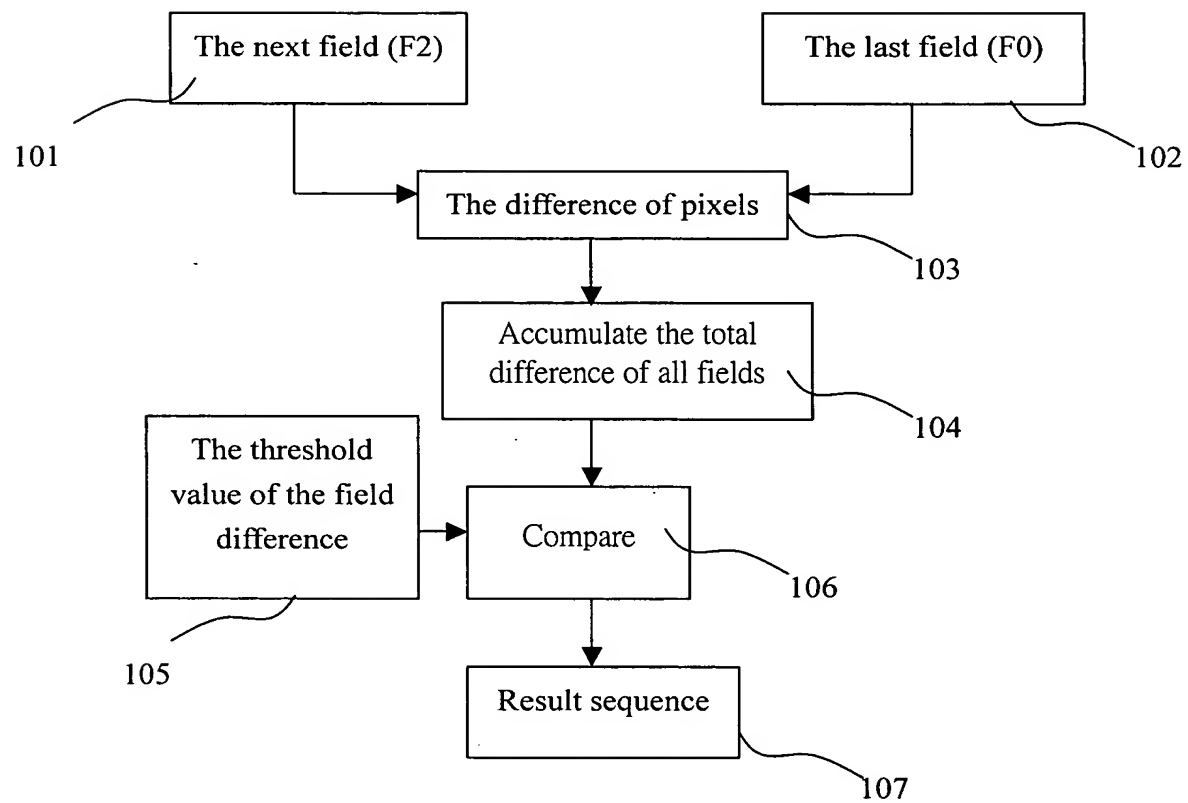 The next field (F2)
The last field (F0)
101
102
The difference of pixels
103
Accumulate the total
difference of all fields
104
The threshold
value of the field
difference
Compare
106
105
Result sequence
107